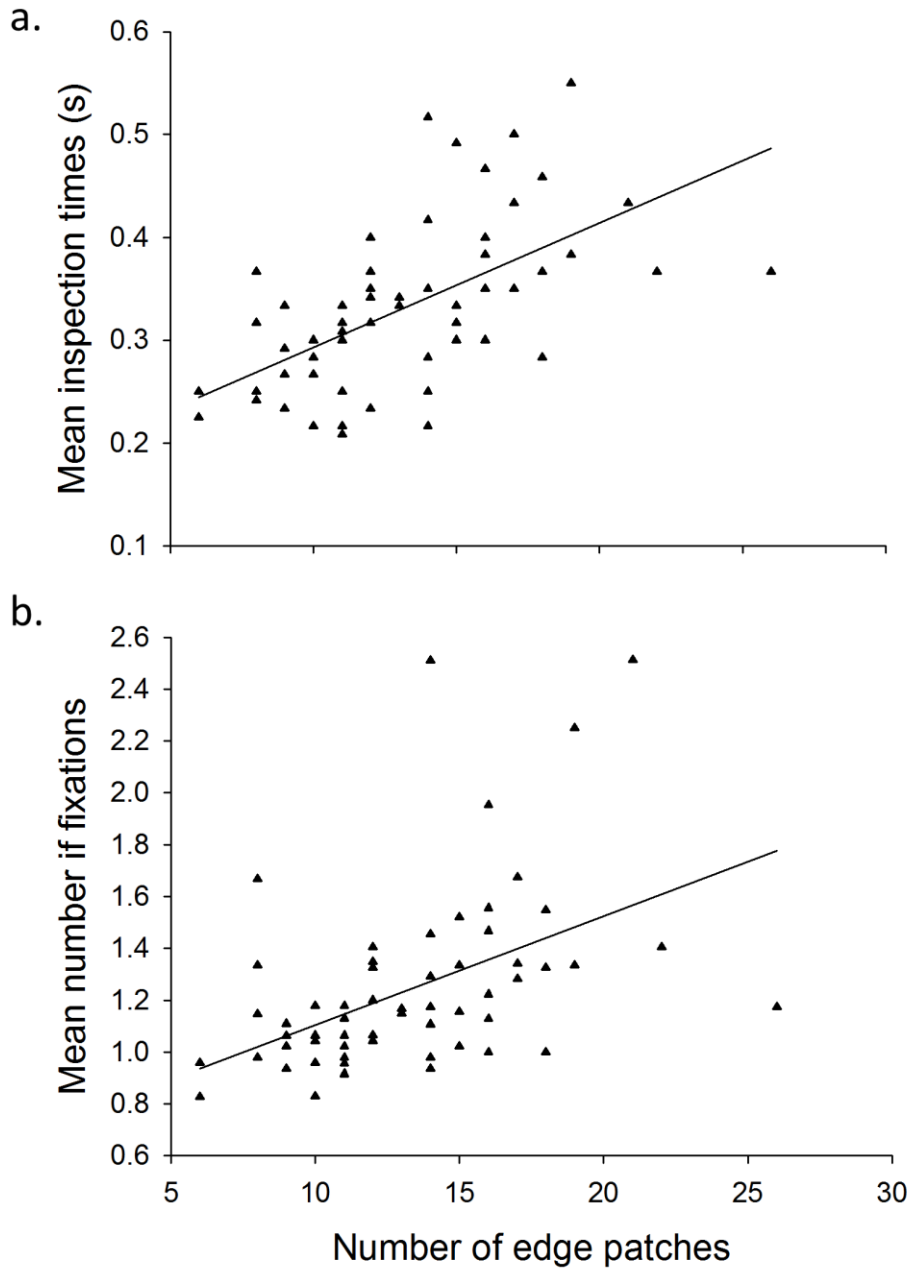 a.
Mean inspection times (s)
0.6
0.5
0.4
0.3
0.2
0.1
b.
Mean number if fixations
2.6
2.4
2.2
2.0
1.8
1.6
1.4
1.2
1.0
0.8
0.6
5 10 15 20 25 30
Number of edge patches